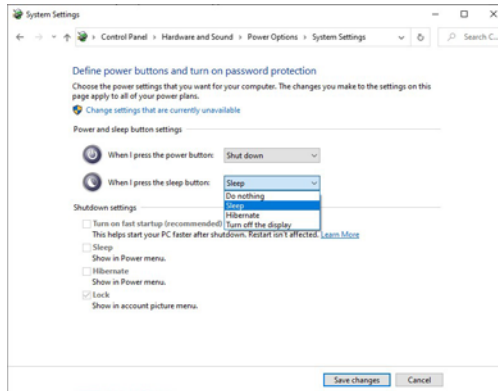 System Settings
Control Panel > Hardware and Sound > Power Options > System Settings
Search C...
Define power buttons and turn on password protection
Choose the power settings that you want for your computer. The changes you make to the settings on this
page apply to all of your power plans.
Change settings that are currently unavailable
Power and sleep button settings
When I press the power button: Shut down
When I press the sleep button: Sleep
Do nothing
Sleep
Hibernate
Turn off the display
Shutdown settings
Turn on fast startup (recommended)
This helps start your PC faster after shutdown. Restart isn't affected. Learn More
Sleep
Show in Power menu.
Hibernate
Show in Power menu.
Lock
Show in account picture menu.
Save changes Cancel